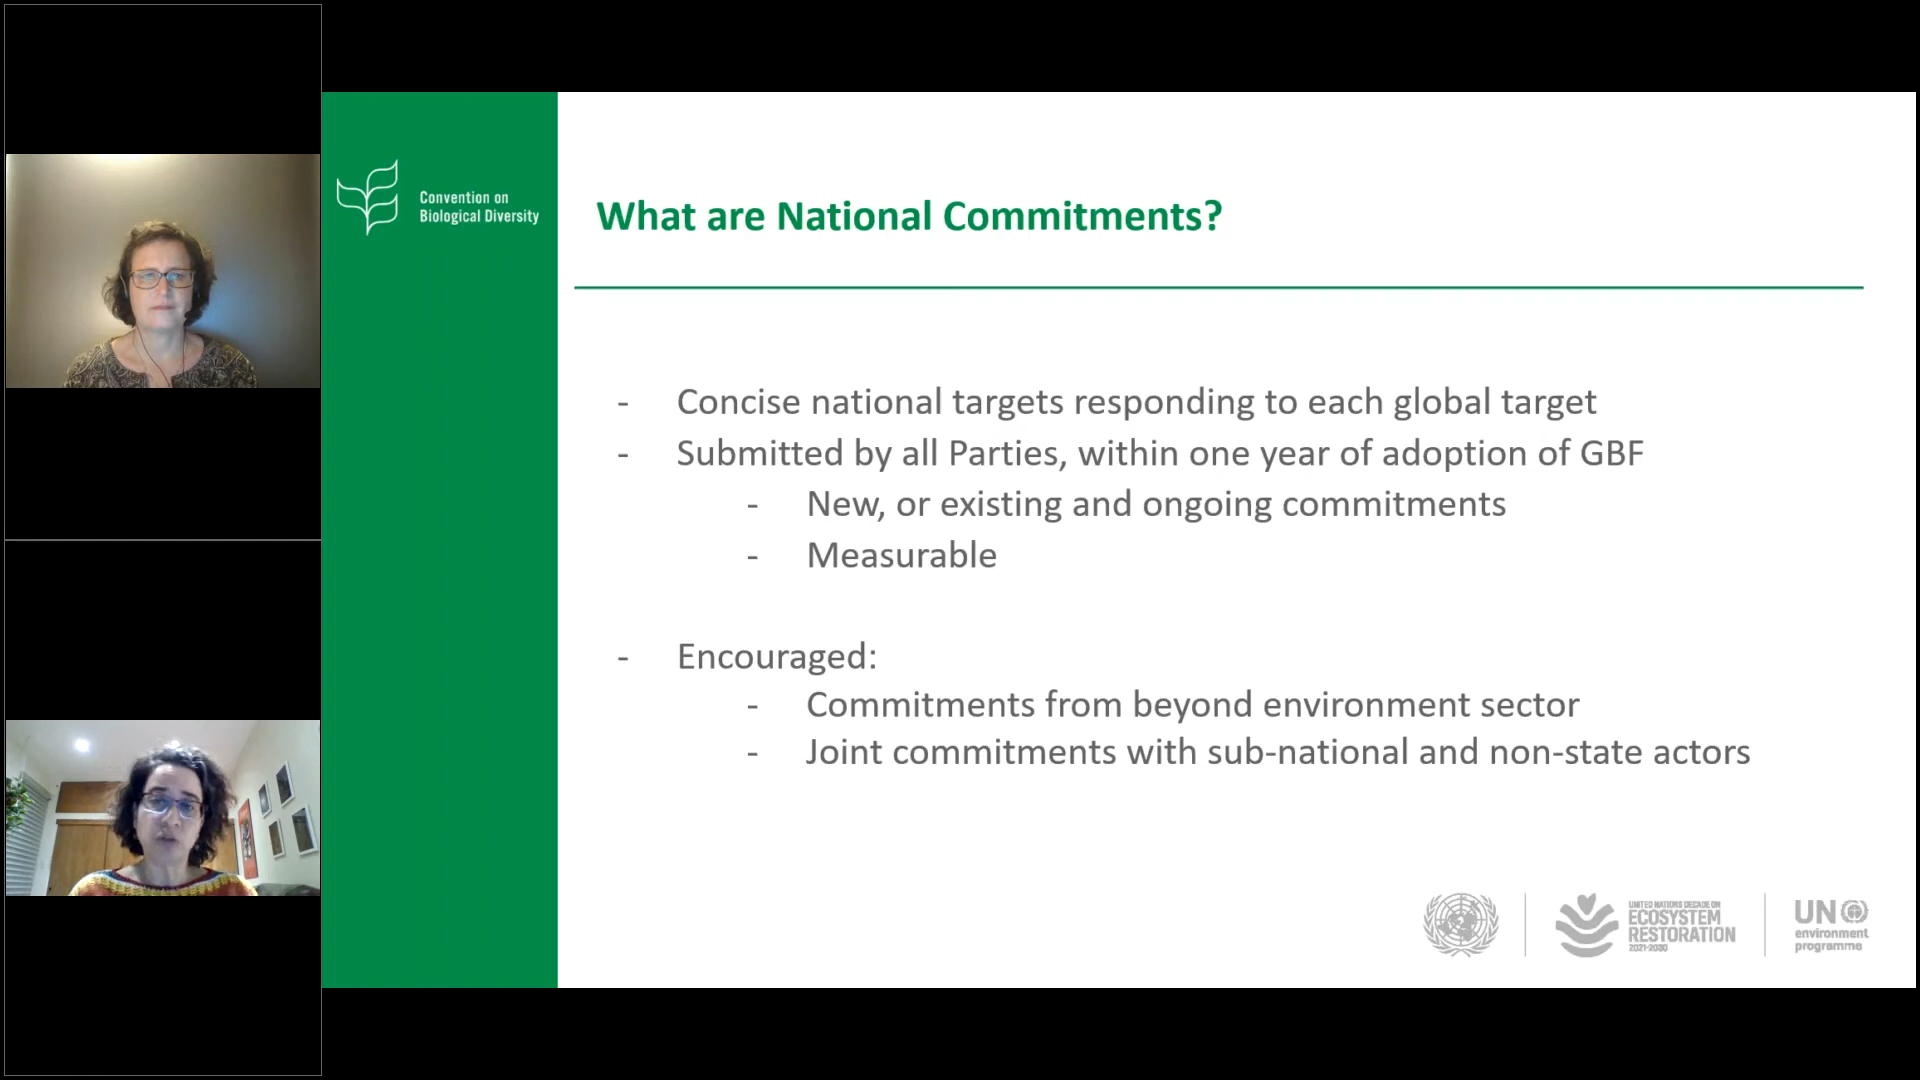 Convention on
Biological Diversity
What are National Commitments?
- Concise national targets responding to each global target
- Submitted by all Parties, within one year of adoption of GBF
- New, or existing and ongoing commitments
- Measurable
- Encouraged:
- Commitments from beyond environment sector
- Joint commitments with sub-national and non-state actors
UNITED NATIONS DECADE ON
ECOSYSTEM
RESTORATION
2021-2030
UN
environment
programme